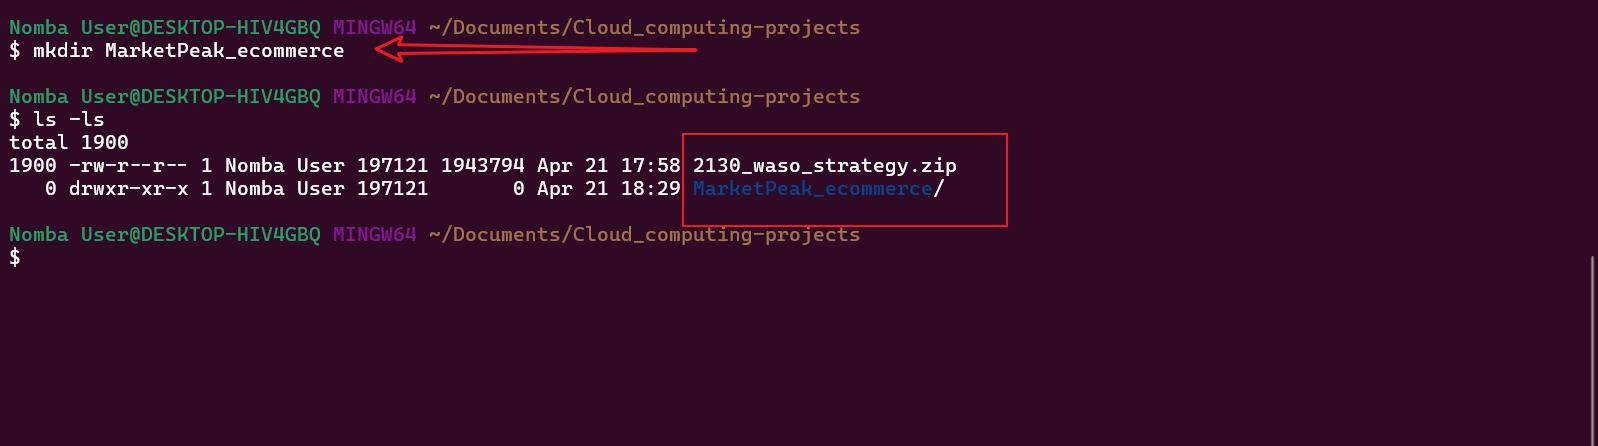 Nomba User@DESKTOP-HIV4GBQ MINGW64 ~/Documents/Cloud_computing-projects
$ mkdir MarketPeak_ecommerce
Nomba User@DESKTOP-HIV4GBQ MINGW64 ~/Documents/Cloud_computing-projects
$ ls -ls
total 1900
1900 -rw-r--r-- 1 Nomba User 197121 1943794 Apr 21 17:58 2130_waso_strategy.zip
   0 drwxr-xr-x 1 Nomba User 197121       0 Apr 21 18:29 MarketPeak_ecommerce/
Nomba User@DESKTOP-HIV4GBQ MINGW64 ~/Documents/Cloud_computing-projects
$